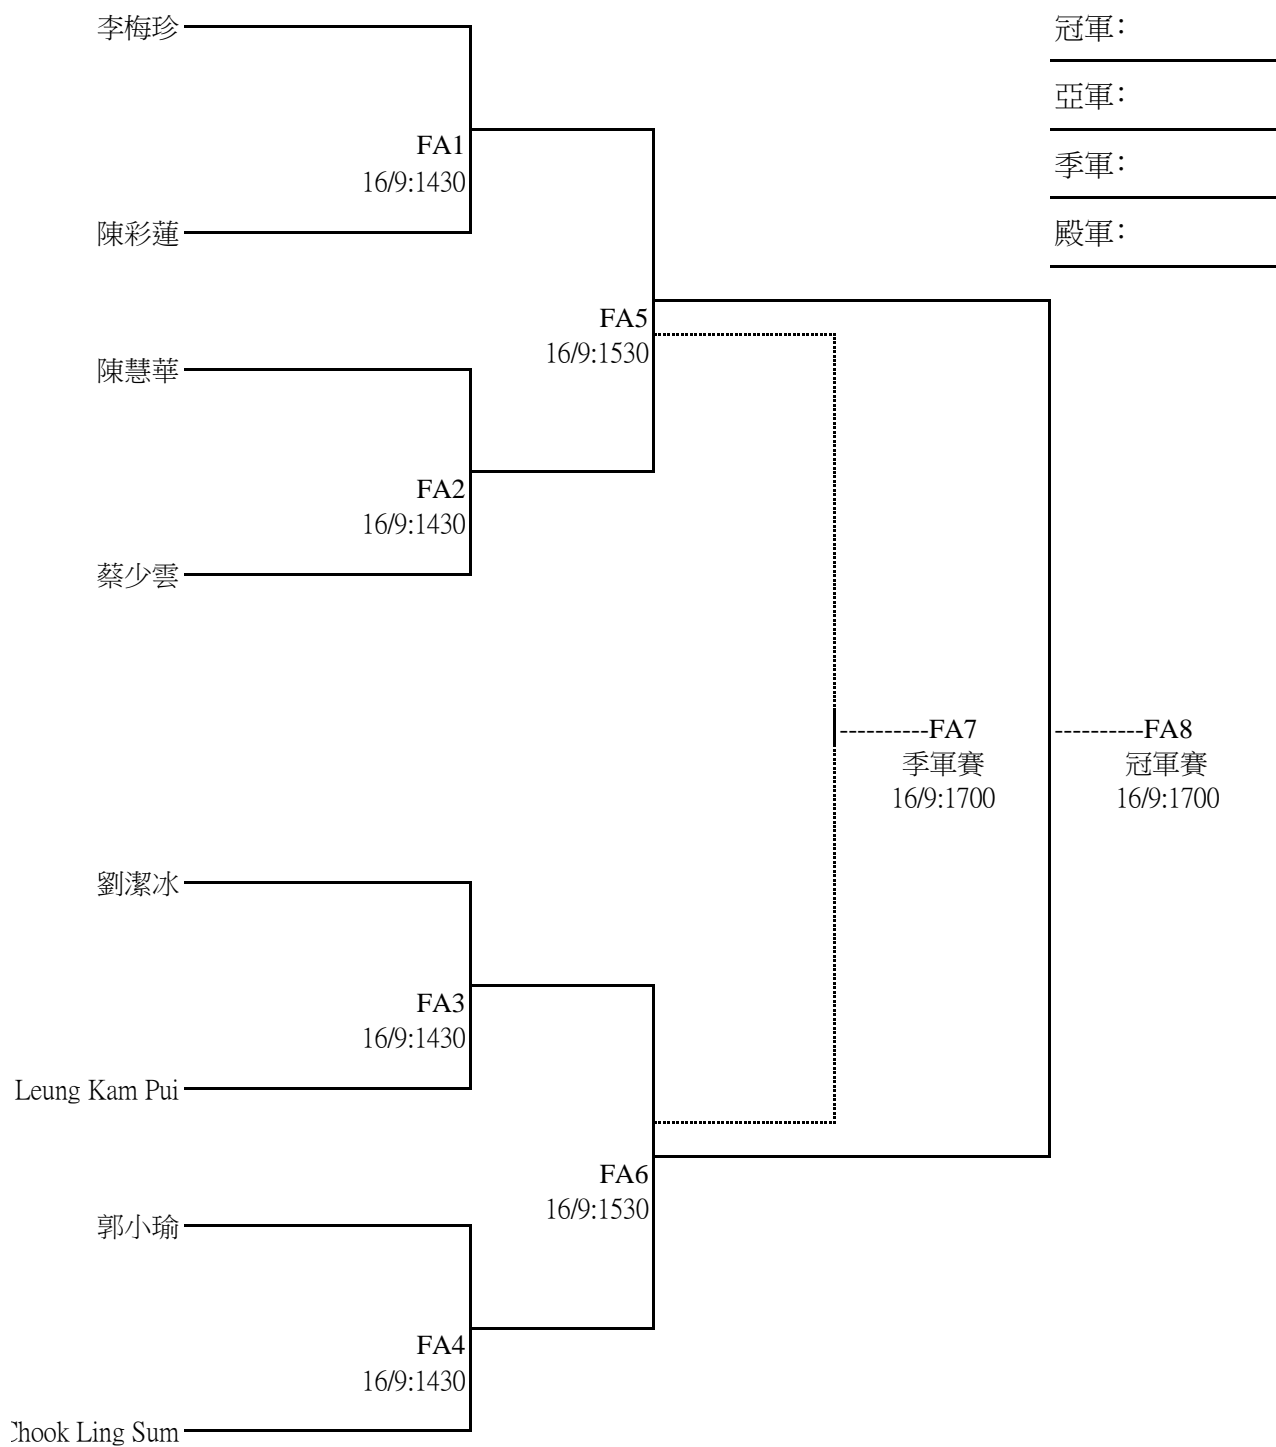 李梅珍
冠軍：
亞軍：
FA1
16/9:1430
季軍：
陳彩蓮
殿軍：
FA5
16/9:1530
陳慧華
FA2
16/9:1430
蔡少雲
----------FA7
季軍賽
16/9:1700
----------FA8
冠軍賽
16/9:1700
劉潔冰
FA3
16/9:1430
Leung Kam Pui
FA6
16/9:1530
郭小瑜
FA4
16/9:1430
Ling Sum